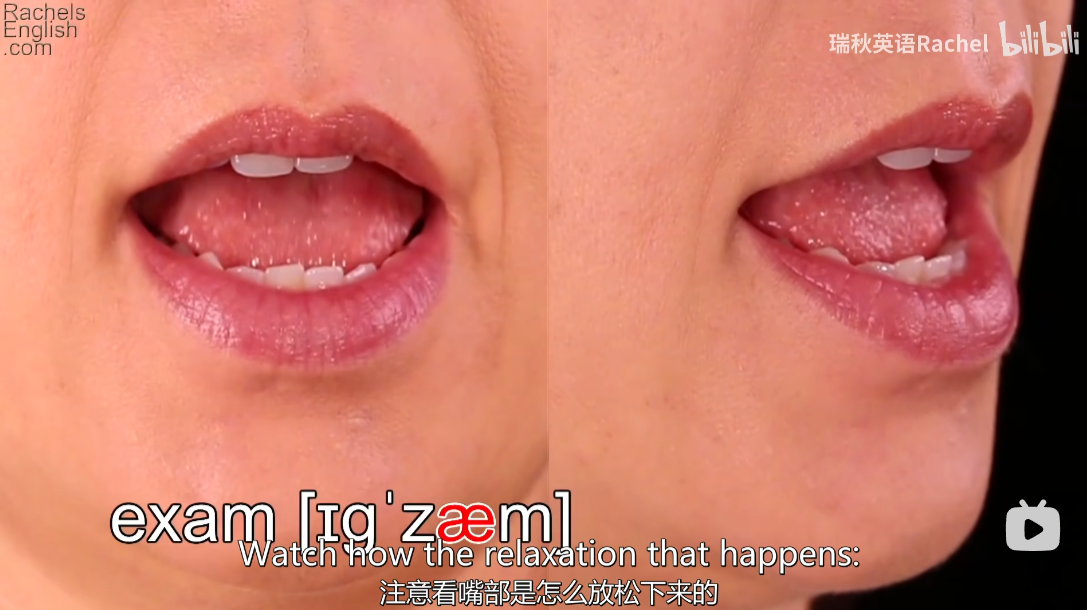 Rachels
English
.com
瑞秋英语Rachel bilibili
exam [ɪgˈzæm]
Watch how the relaxation that happens:
注意看嘴部是怎么放松下来的